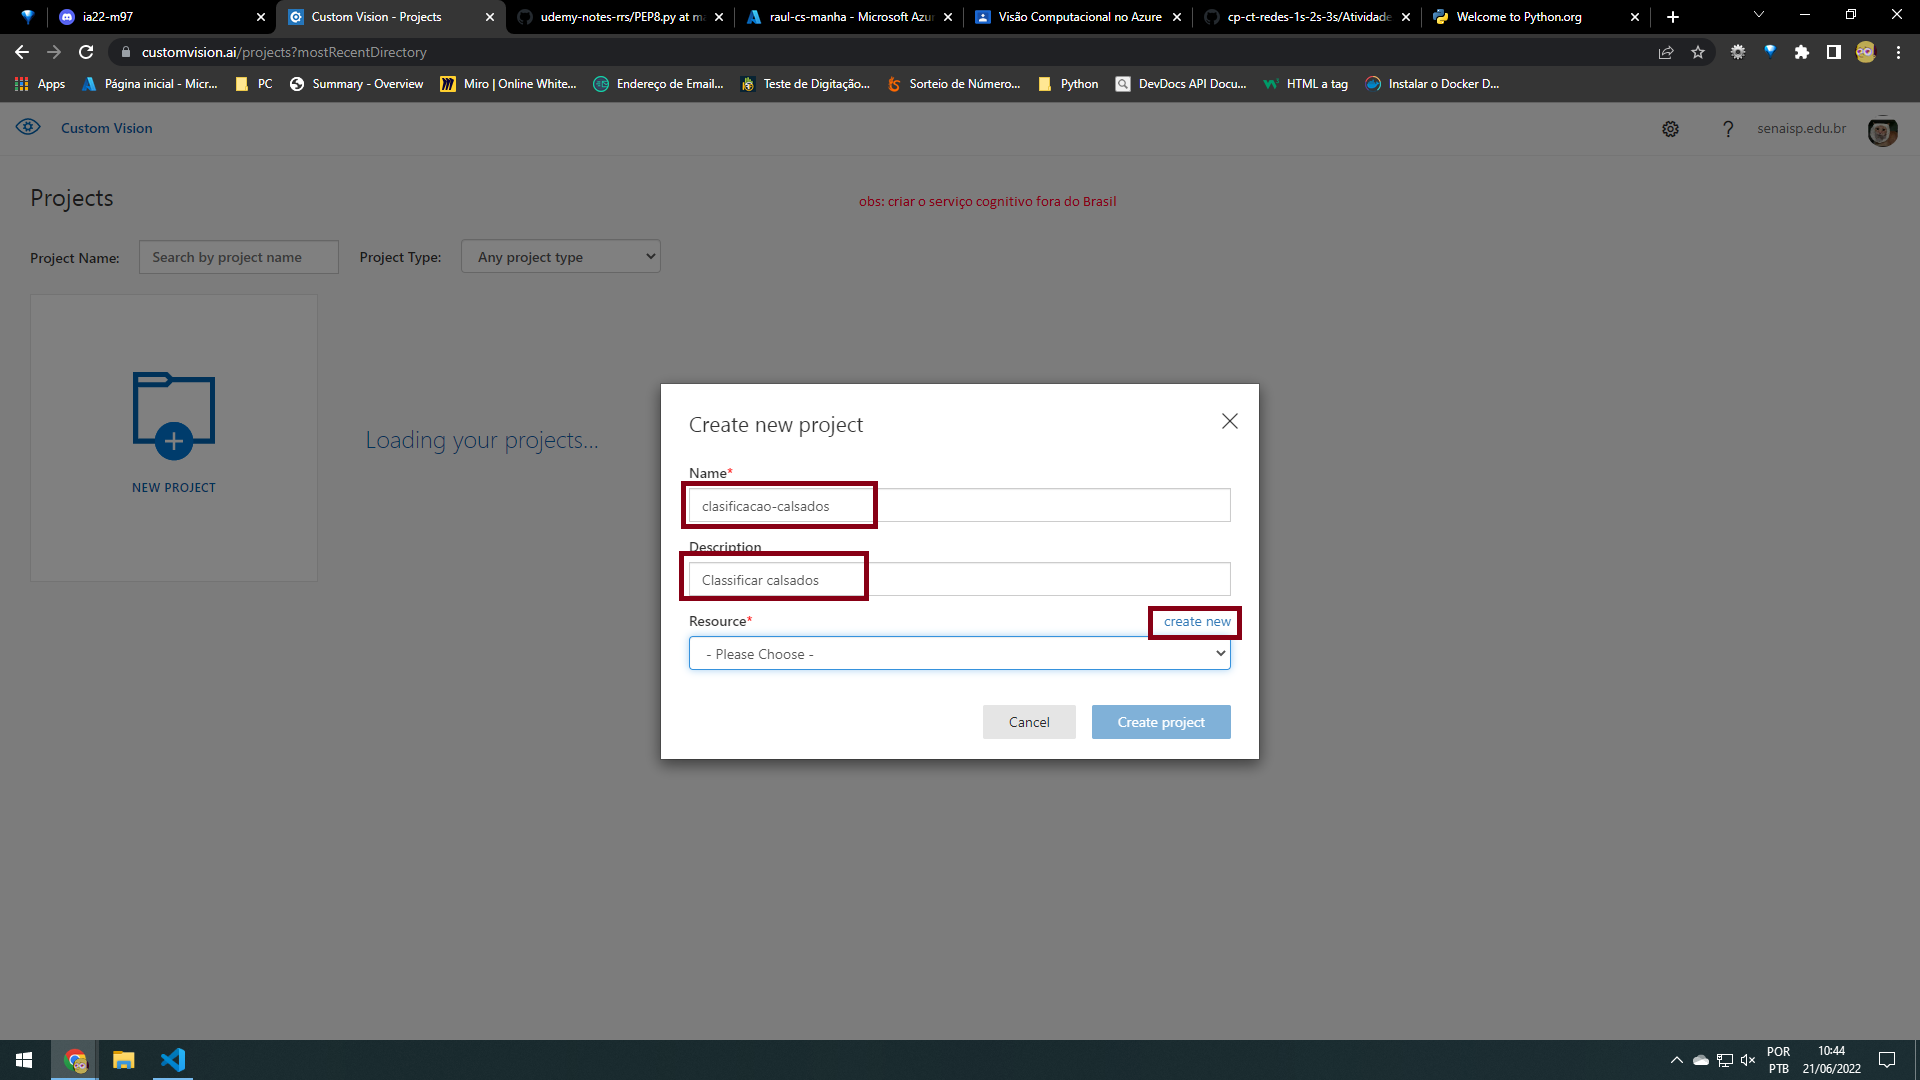 ia22-m97
Custom Vision - Projects
udemy-notes-rrs/PEP8.py at ma
raul-cs-manha - Microsoft Azur
Visão Computacional no Azure
cp-ct-redes-1s-2s-3s/Atividade
Welcome to Python.org
customvision.ai/projects?mostRecentDirectory
Apps
Página inicial - Micr...
PC
Summary - Overview
Miro | Online White...
Endereço de Email...
Teste de Digitação...
Sorteio de Número...
Python
DevDocs API Docu...
HTML a tag
Instalar o Docker D...
Custom Vision
? senaisp.edu.br
Projects
obs: criar o serviço cognitivo fora do Brasil
Project Name:
Search by project name
Project Type:
Any project type
NEW PROJECT
Loading your projects...
Create new project
Name*
clasificacao-calsados
Description
Classificar calsados
Resource*
create new
- Please Choose -
Cancel
Create project
POR
PTB
10:44
21/06/2022